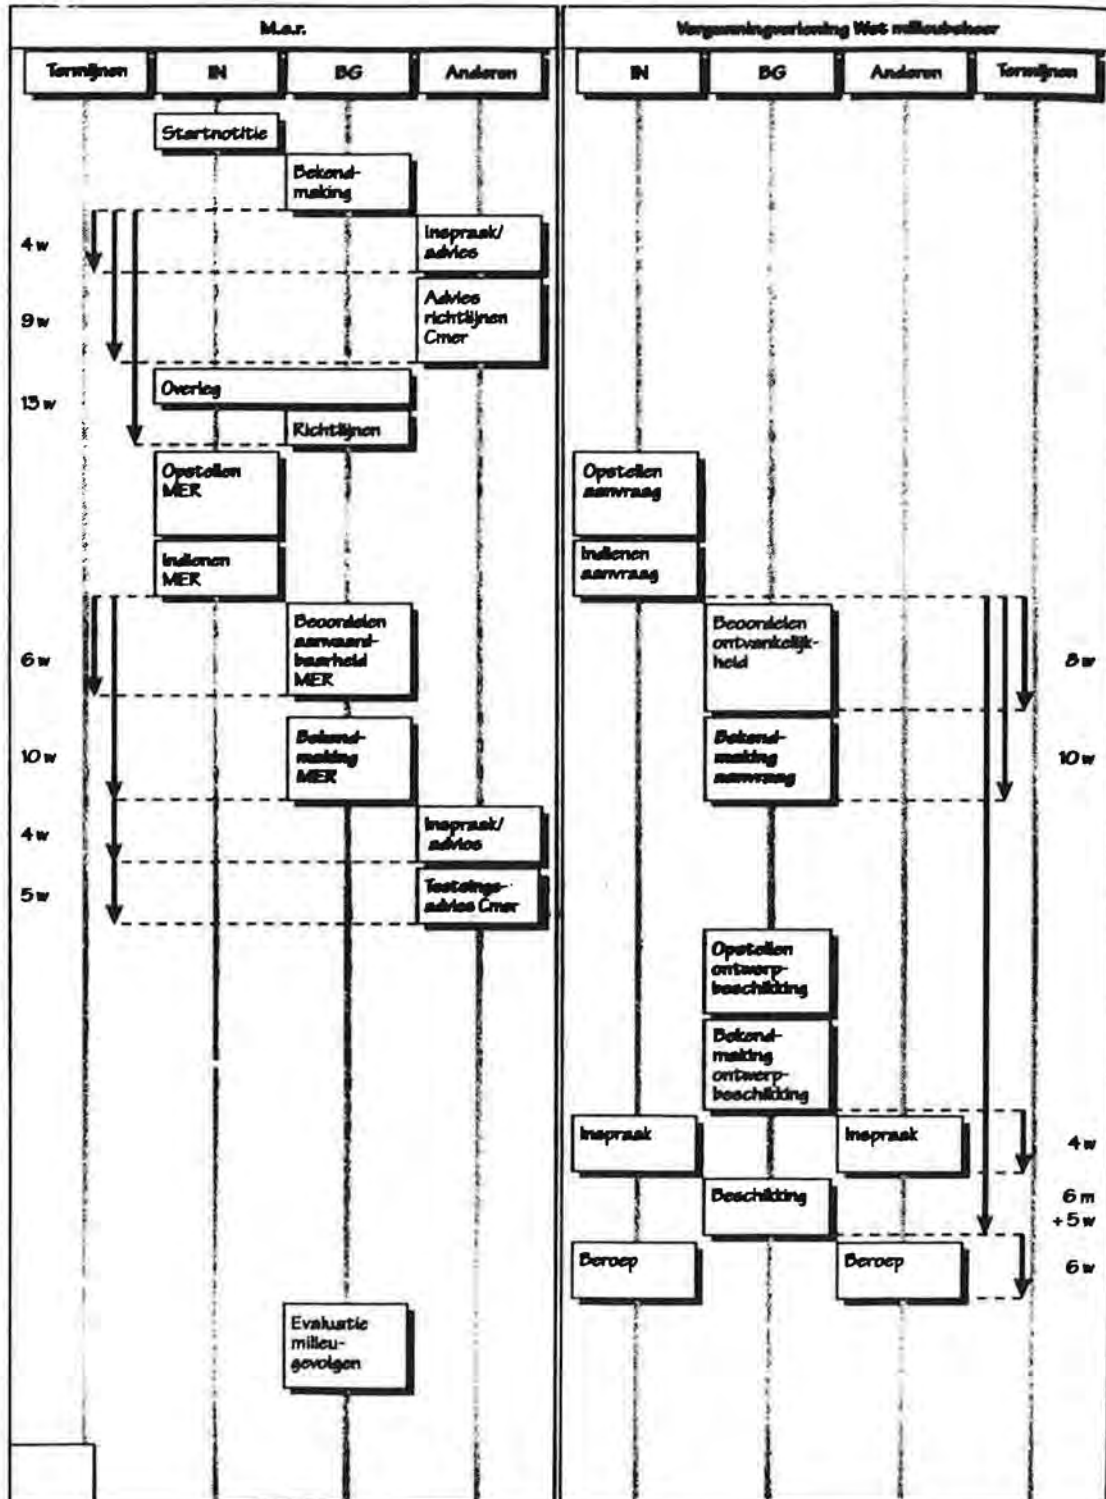 M.e.r.
Termijnen
IN
BG
Anderen
Startnotitie
Bekend-
making
4 w
Inspraak/
advies
9 w
Advies
richtlijnen
Cmer
Overleg
13 w
Richtlijnen
Opstellen
MER
Indienen
MER
6 w
Beoordelen
aanvaard-
baarheid
MER
10 w
Bekend-
making
MER
4 w
Inspraak/
advies
5 w
Toetsings-
advies Cmer
Evaluatie
milieu-
gevolgen
Vergunningverlening Wet milieubeheer
IN
BG
Anderen
Termijnen
Opstellen
aanvraag
Indienen
aanvraag
Beoordelen
ontvankelijk-
heid
8 w
Bekend-
making
aanvraag
10 w
Opstellen
ontwerp-
beschikking
Bekend-
making
ontwerp-
beschikking
Inspraak
Inspraak
4 w
Beschikking
6 m
+ 5 w
Beroep
Beroep
6 w